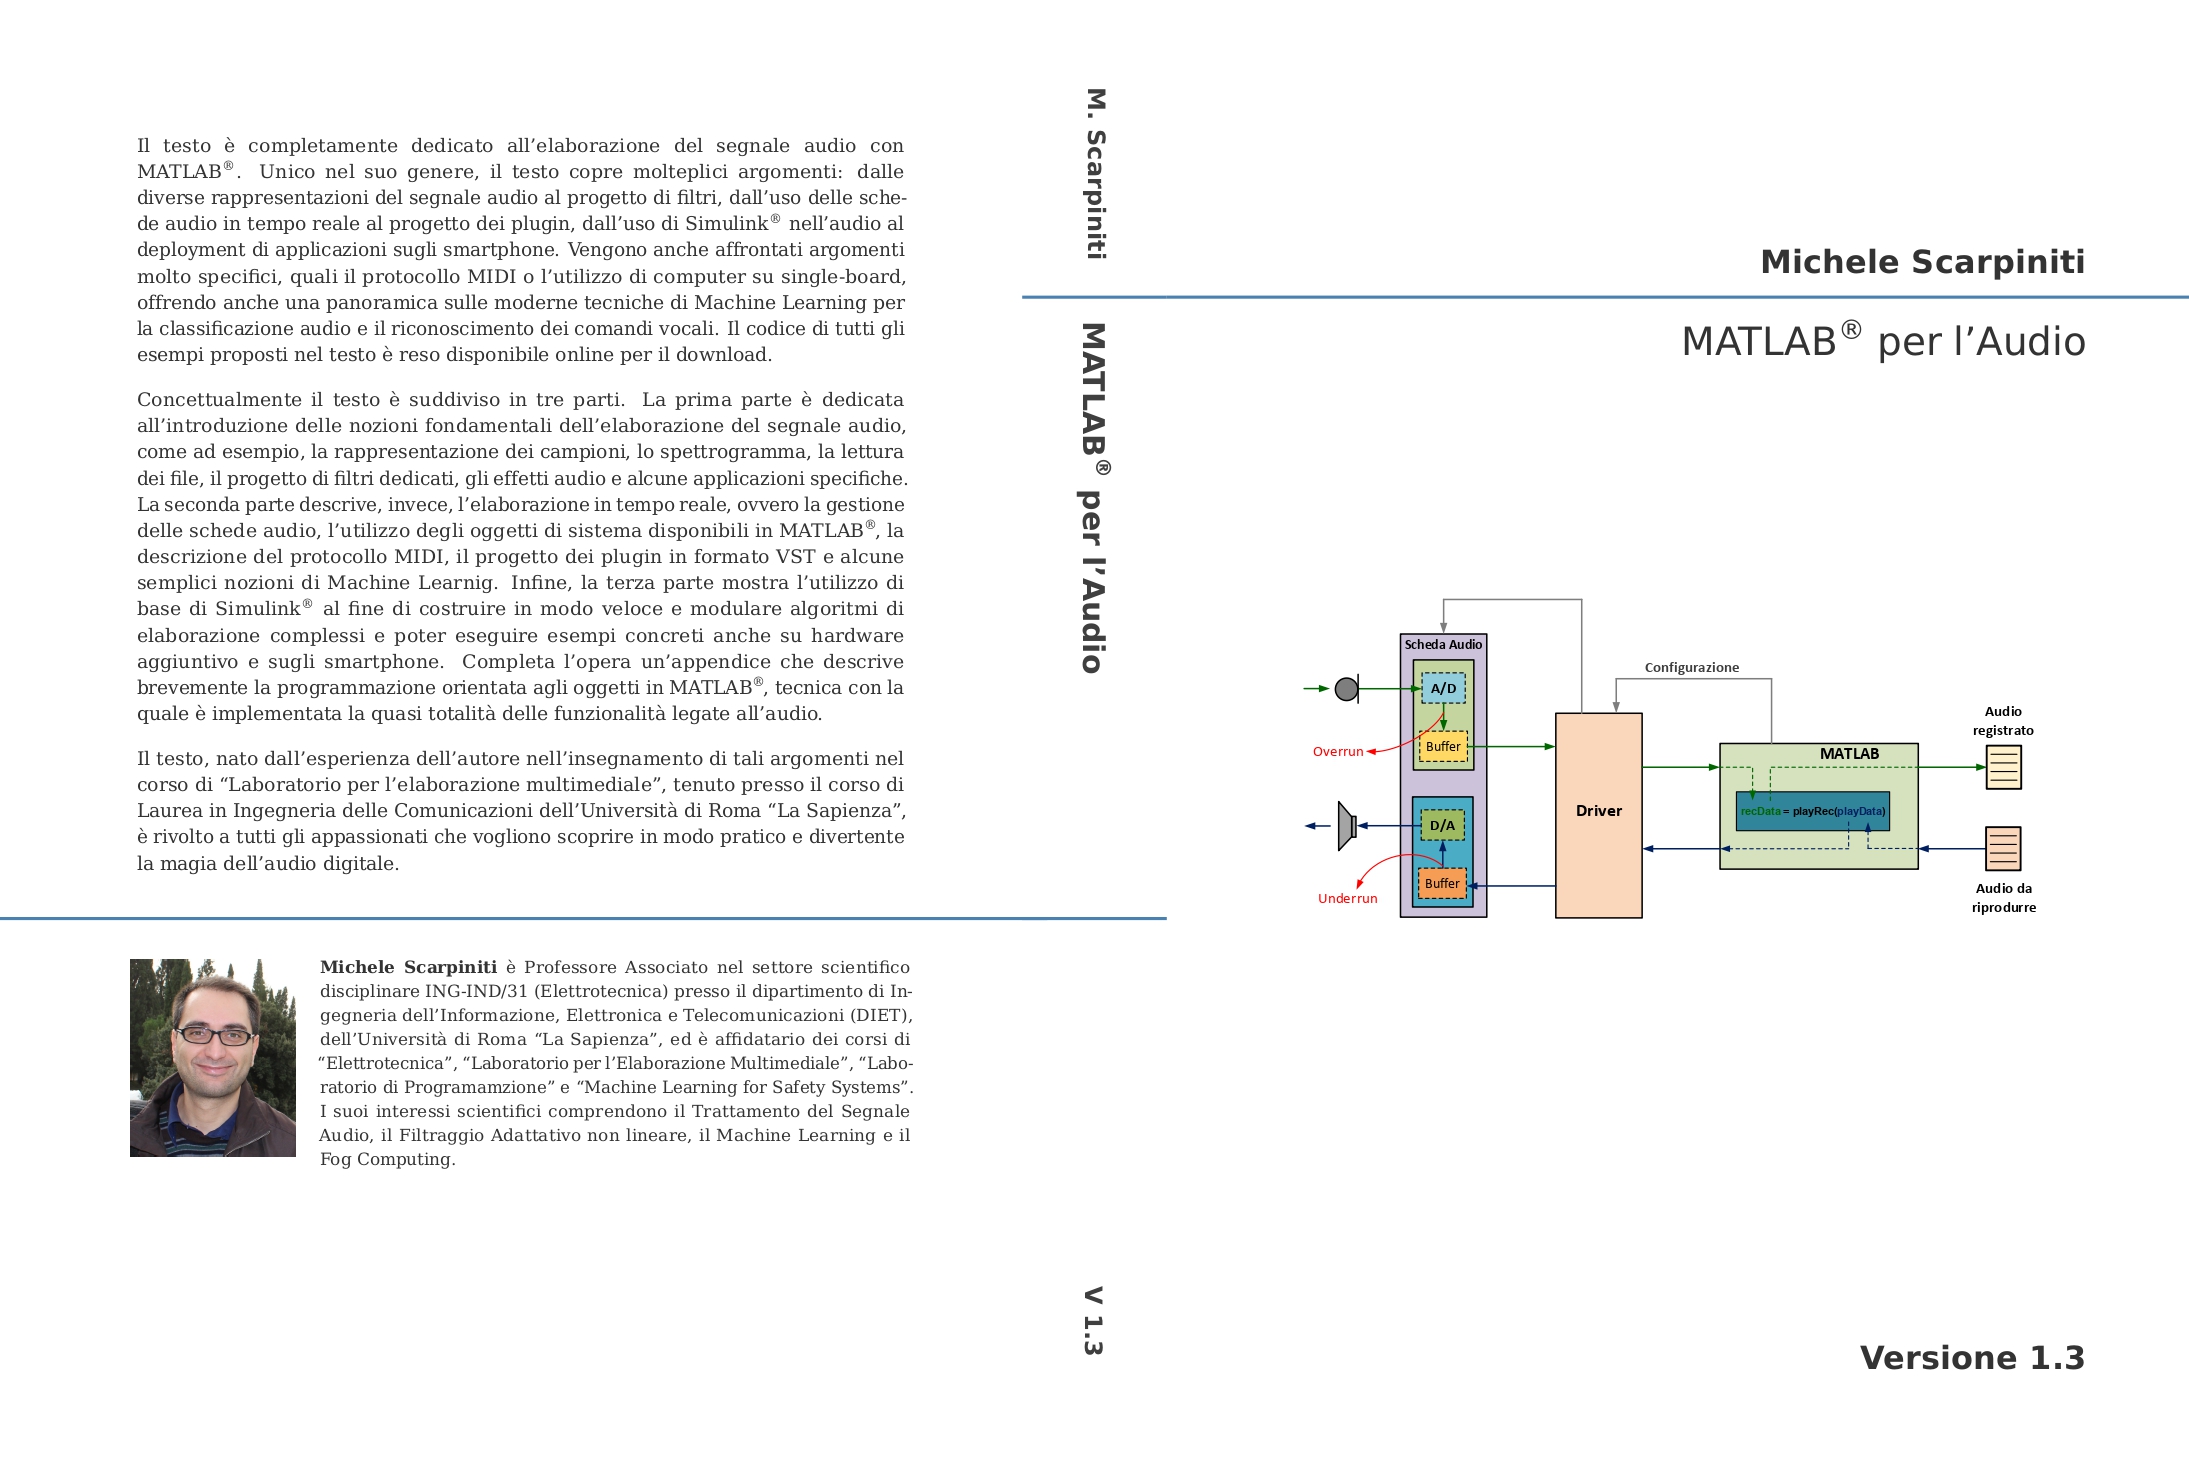 Il testo è completamente dedicato all’elaborazione del segnale audio con
MATLAB®. Unico nel suo genere, il testo copre molteplici argomenti: dalle
diverse rappresentazioni del segnale audio al progetto di filtri, dall’uso delle sche-
de audio in tempo reale al progetto dei plugin, dall’uso di Simulink® nell’audio al
deployment di applicazioni sugli smartphone. Vengono anche affrontati argomenti
molto specifici, quali il protocollo MIDI o l’utilizzo di computer su single-board,
offrendo anche una panoramica sulle moderne tecniche di Machine Learning per
la classificazione audio e il riconoscimento dei comandi vocali. Il codice di tutti gli
esempi proposti nel testo è reso disponibile online per il download.
Concettualmente il testo è suddiviso in tre parti. La prima parte è dedicata
all’introduzione delle nozioni fondamentali dell’elaborazione del segnale audio,
come ad esempio, la rappresentazione dei campioni, lo spettrogramma, la lettura
dei file, il progetto di filtri dedicati, gli effetti audio e alcune applicazioni specifiche.
La seconda parte descrive, invece, l’elaborazione in tempo reale, ovvero la gestione
delle schede audio, l’utilizzo degli oggetti di sistema disponibili in MATLAB®, la
descrizione del protocollo MIDI, il progetto dei plugin in formato VST e alcune
semplici nozioni di Machine Learnig. Infine, la terza parte mostra l’utilizzo di
base di Simulink® al fine di costruire in modo veloce e modulare algoritmi di
elaborazione complessi e poter eseguire esempi concreti anche su hardware
aggiuntivo e sugli smartphone. Completa l’opera un’appendice che descrive
brevemente la programmazione orientata agli oggetti in MATLAB®, tecnica con la
quale è implementata la quasi totalità delle funzionalità legate all’audio.
Il testo, nato dall’esperienza dell’autore nell’insegnamento di tali argomenti nel
corso di “Laboratorio per l’elaborazione multimediale”, tenuto presso il corso di
Laurea in Ingegneria delle Comunicazioni dell’Università di Roma “La Sapienza”,
è rivolto a tutti gli appassionati che vogliono scoprire in modo pratico e divertente
la magia dell’audio digitale.
Michele Scarpiniti è Professore Associato nel settore scientifico
disciplinare ING-IND/31 (Elettrotecnica) presso il dipartimento di In-
gegneria dell’Informazione, Elettronica e Telecomunicazioni (DIET),
dell’Università di Roma “La Sapienza”, ed è affidatario dei corsi di
“Elettrotecnica”, “Laboratorio per l’Elaborazione Multimediale”, “Labo-
ratorio di Programamzione” e “Machine Learning for Safety Systems”.
I suoi interessi scientifici comprendono il Trattamento del Segnale
Audio, il Filtraggio Adattativo non lineare, il Machine Learning e il
Fog Computing.
M. Scarpiniti
MATLAB® per l’Audio
V 1.3
Michele Scarpiniti
MATLAB® per l’Audio
Scheda Audio
A/D
Buffer
Overrun
D/A
Buffer
Underrun
Driver
Configurazione
MATLAB
recData = playRec(playData)
Audio
registrato
Audio da
riprodurre
Versione 1.3